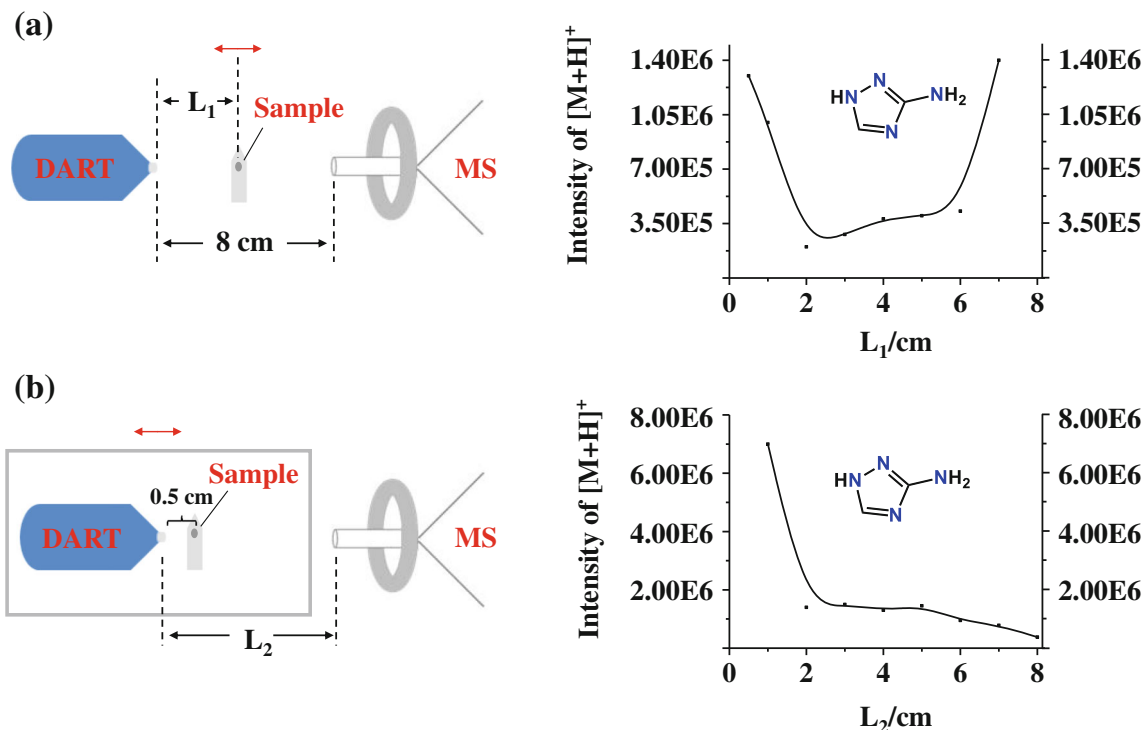 (a)
L₁
Sample
DART
MS
8 cm
Intensity of [M+H]⁺
1.40E6
1.05E6
7.00E5
3.50E5
HN
N
N
NH₂
1.40E6
1.05E6
7.00E5
3.50E5
0 2 4 6 8
L₁/cm
(b)
Sample
0.5 cm
DART
MS
L₂
Intensity of [M+H]⁺
8.00E6
6.00E6
4.00E6
2.00E6
HN
N
N
NH₂
8.00E6
6.00E6
4.00E6
2.00E6
0 2 4 6 8
L₂/cm